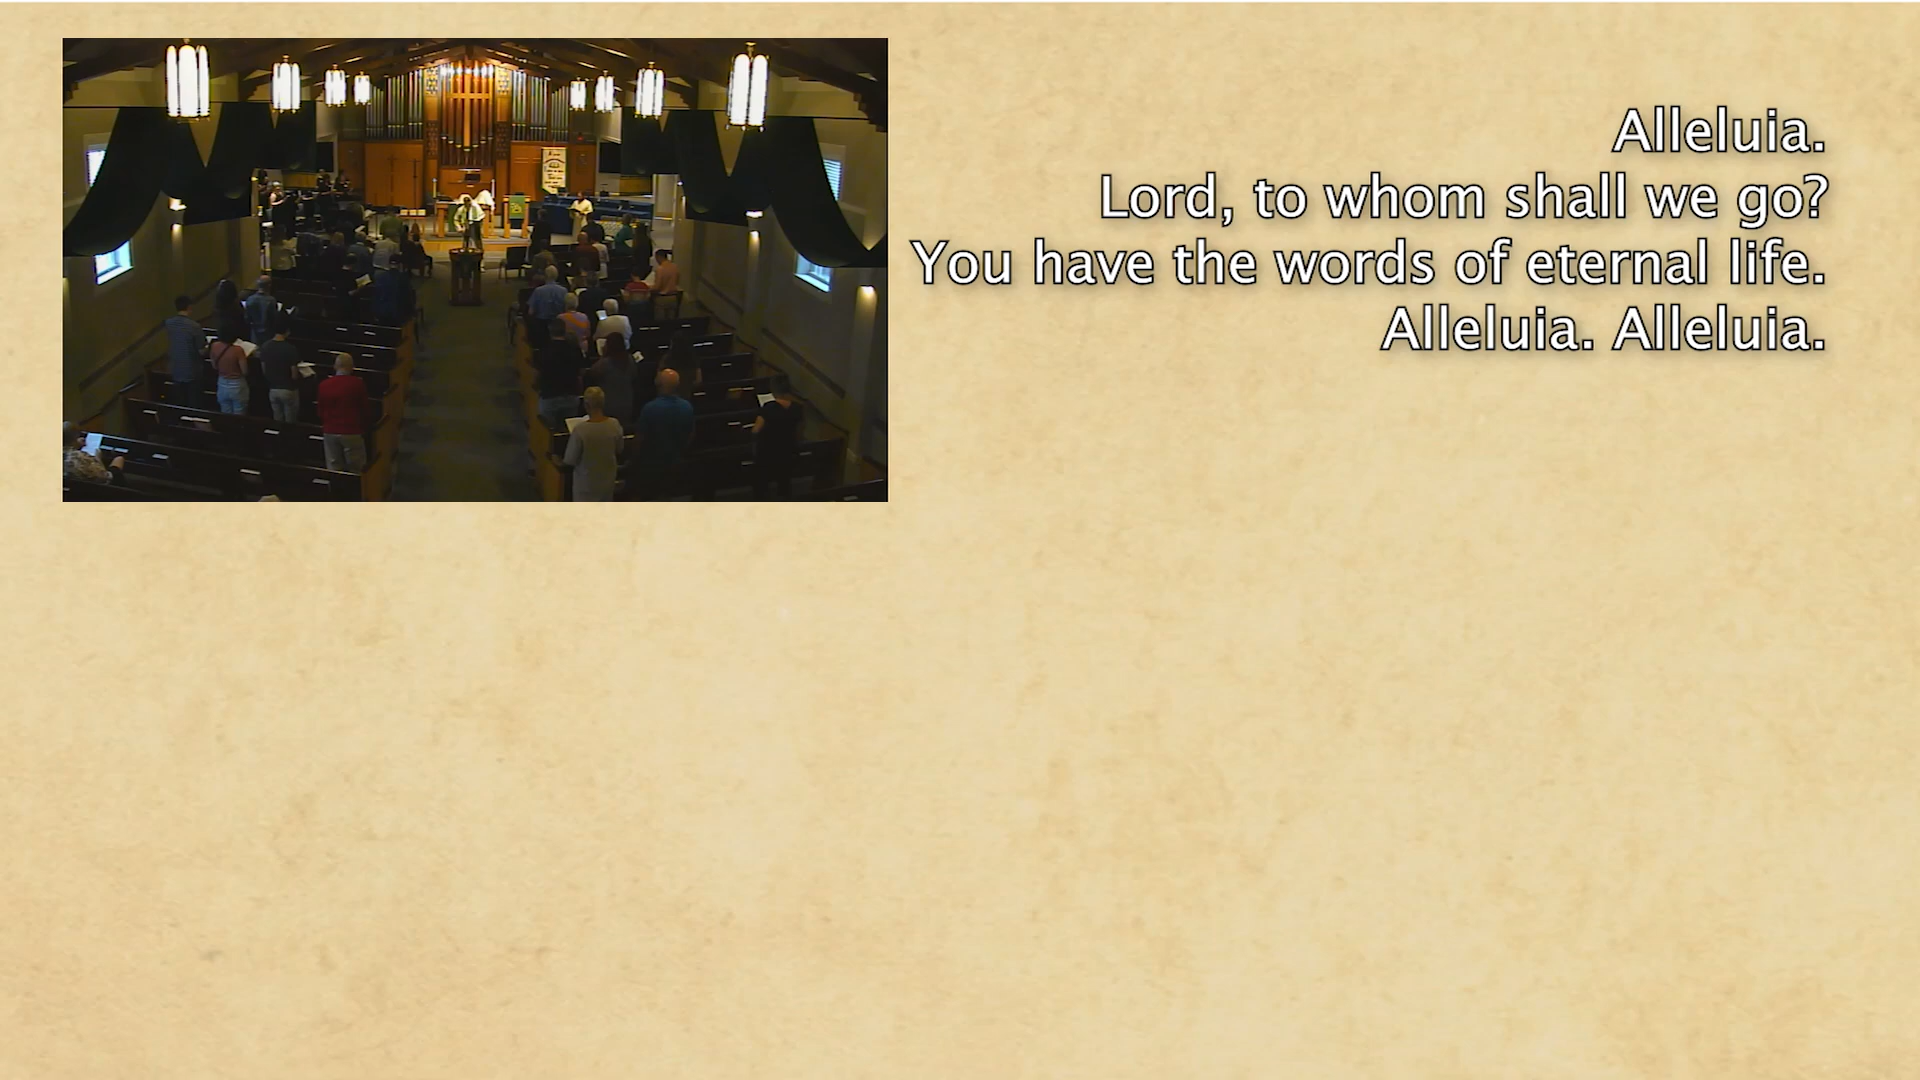 Alleluia.
Lord, to whom shall we go?
You have the words of eternal life.
Alleluia. Alleluia.